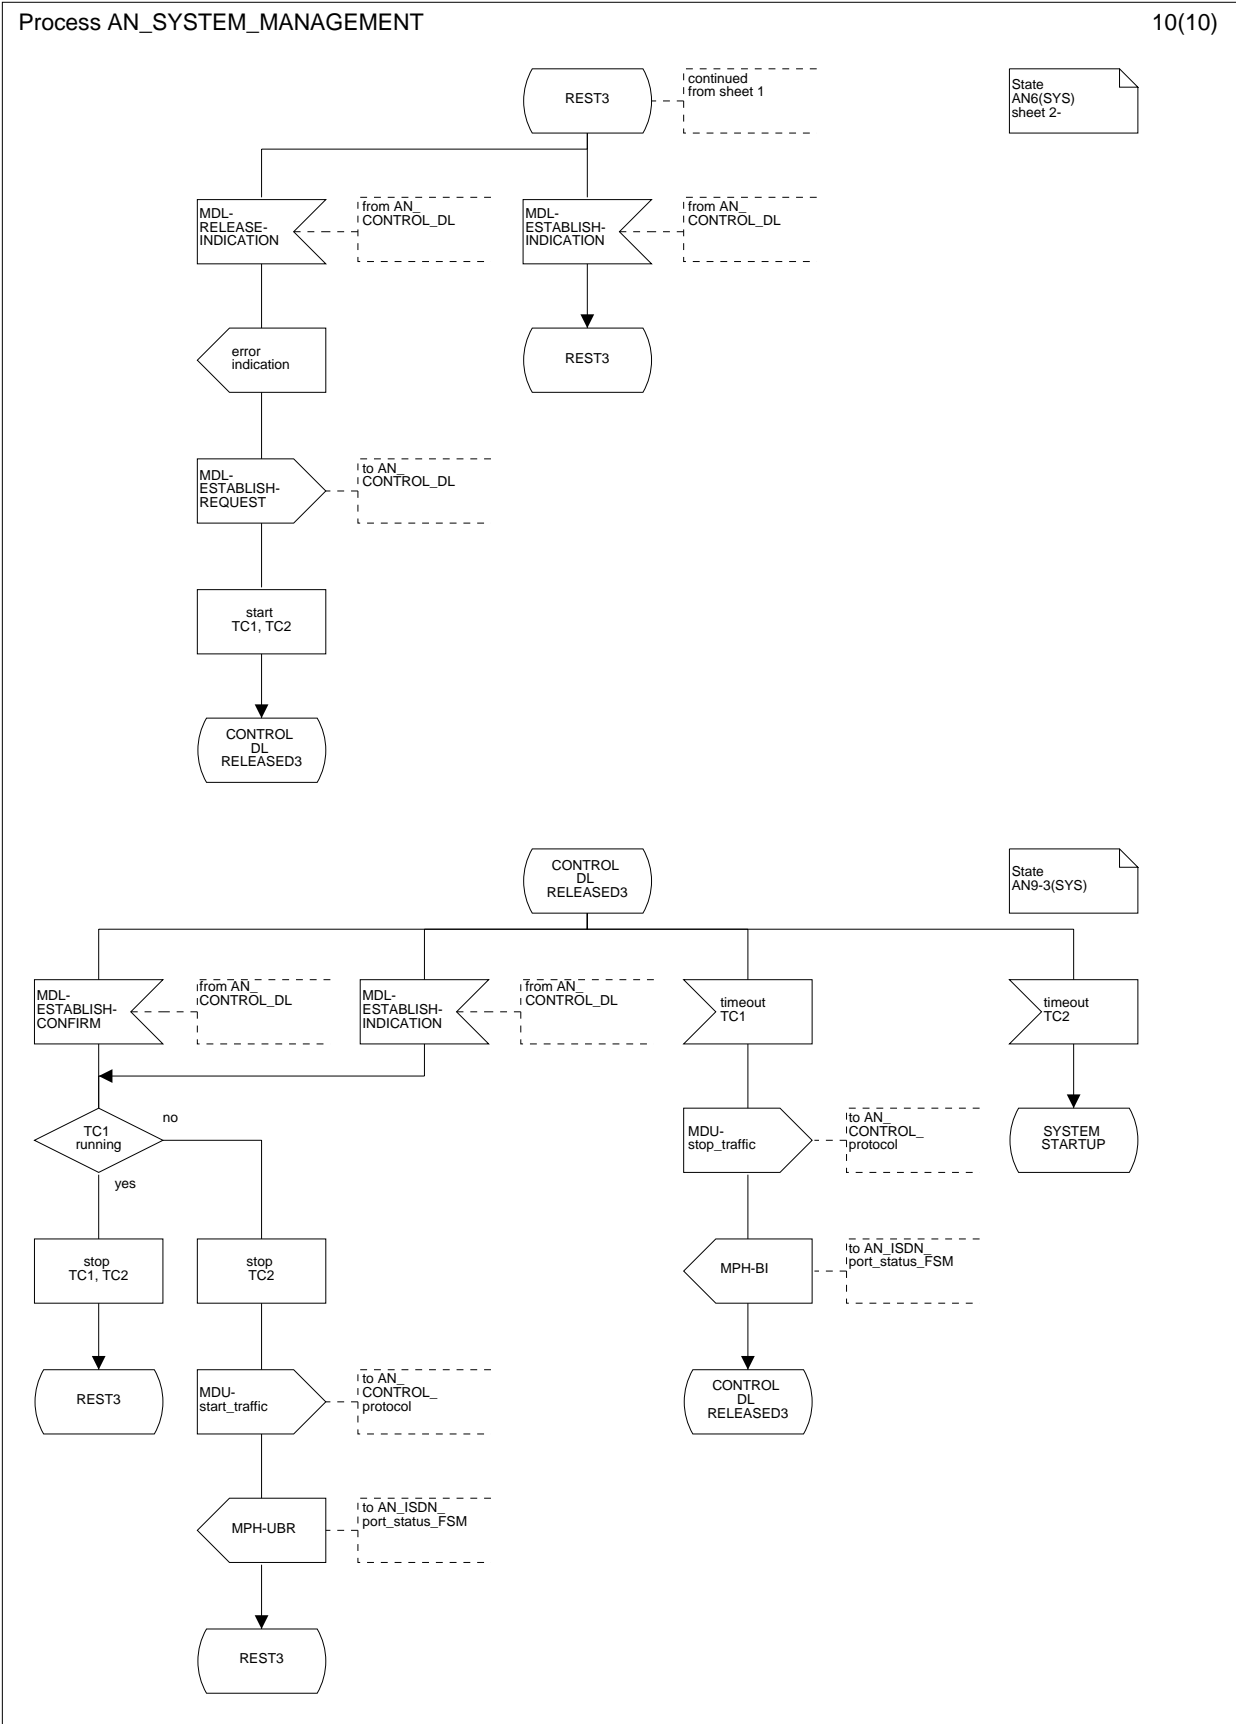 Process AN_SYSTEM_MANAGEMENT
10(10)
REST3
continued
from sheet 1
State
AN6(SYS)
sheet 2-
MDL-
RELEASE-
INDICATION
from AN_
CONTROL_DL
MDL-
ESTABLISH-
INDICATION
from AN_
CONTROL_DL
error
indication
REST3
MDL-
ESTABLISH-
REQUEST
to AN_
CONTROL_DL
start
TC1, TC2
CONTROL
DL
RELEASED3
CONTROL
DL
RELEASED3
State
AN9-3(SYS)
MDL-
ESTABLISH-
CONFIRM
from AN_
CONTROL_DL
MDL-
ESTABLISH-
INDICATION
from AN_
CONTROL_DL
timeout
TC1
timeout
TC2
TC1
running
no
yes
MDU-
stop_traffic
to AN_
CONTROL_
protocol
SYSTEM
STARTUP
stop
TC1, TC2
stop
TC2
MPH-BI
to AN_ISDN_
port_status_FSM
REST3
MDU-
start_traffic
to AN_
CONTROL_
protocol
CONTROL
DL
RELEASED3
MPH-UBR
to AN_ISDN_
port_status_FSM
REST3